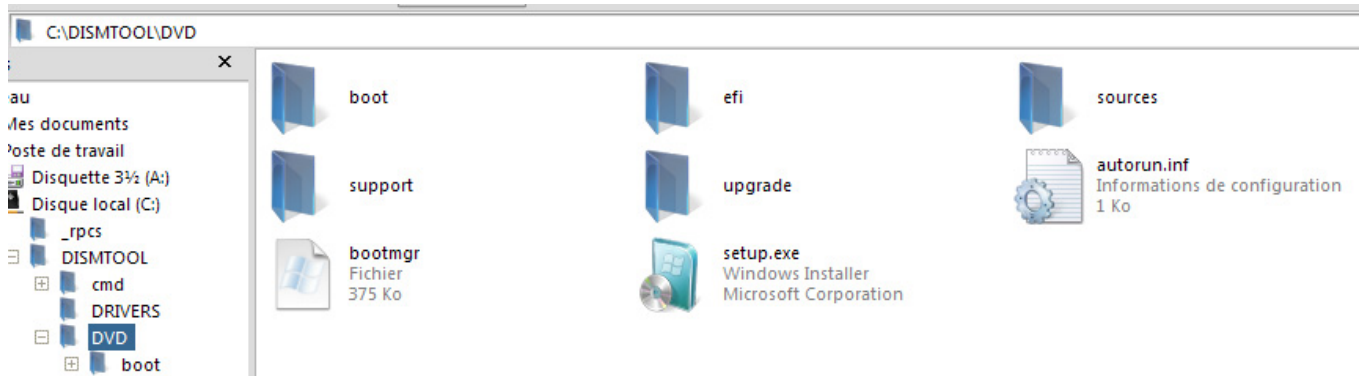 C:\DISMTOOL\DVD
Mes documents
Poste de travail
Disquette 3½ (A:)
Disque local (C:)
_rpcs
DISMTOOL
cmd
DRIVERS
DVD
boot
boot
efi
sources
support
upgrade
autorun.inf
Informations de configuration
1 Ko
bootmgr
Fichier
375 Ko
setup.exe
Windows Installer
Microsoft Corporation